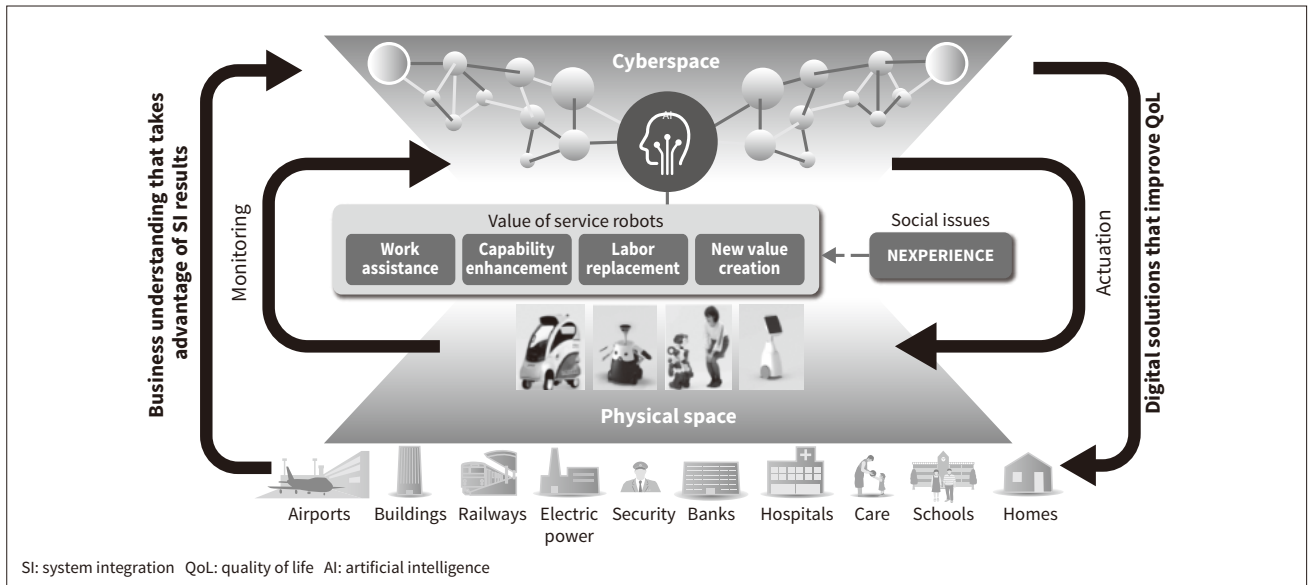 Cyberspace
AI
Business understanding that takes
advantage of SI results
Monitoring
Value of service robots
Work
assistance
Capability
enhancement
Labor
replacement
New value
creation
Social issues
NEXPERIENCE
Actuation
Digital solutions that improve QoL
Physical space
Airports
Buildings
Railways
Electric
power
Security
Banks
Hospitals
Care
Schools
Homes
SI: system integration QoL: quality of life AI: artificial intelligence